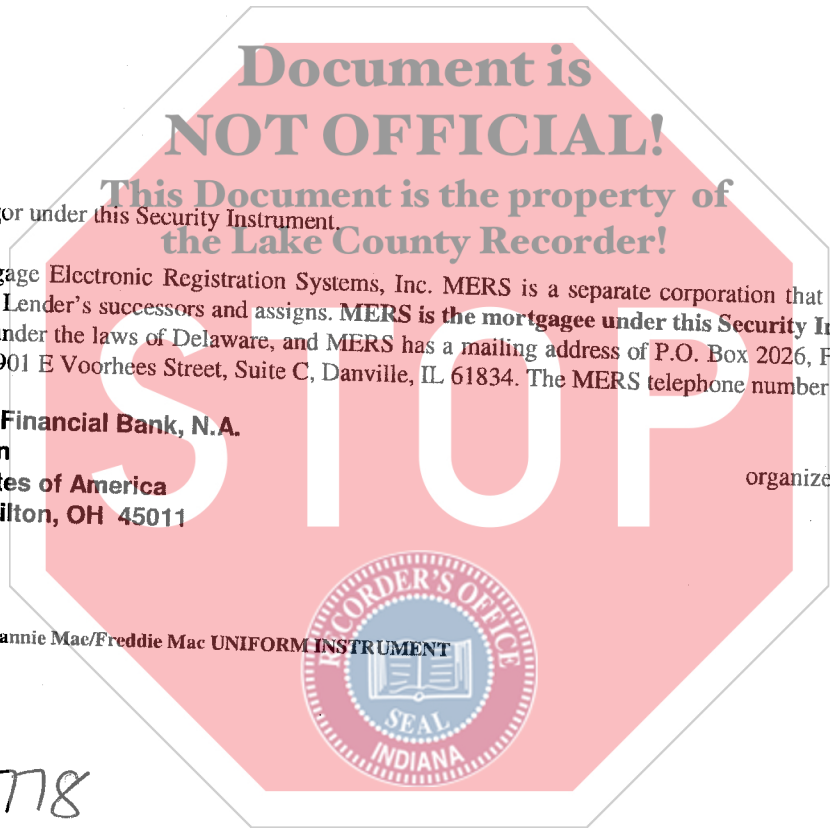 Document is
NOT OFFICIAL!
This Document is the property of
or under this Security Instrument.
the Lake County Recorder!
gage Electronic Registration Systems, Inc. MERS is a separate corporation that
Lender's successors and assigns. MERS is the mortgagee under this Security In
nder the laws of Delaware, and MERS has a mailing address of P.O. Box 2026, F
901 E Voorhees Street, Suite C, Danville, IL 61834. The MERS telephone number
STOP
Financial Bank, N.A.
n
tes of America
organize
ilton, OH 45011
RECORDER'S OFFICE
annie Mae/Freddie Mac UNIFORM INSTRUMENT
SEAL
INDIANA
778